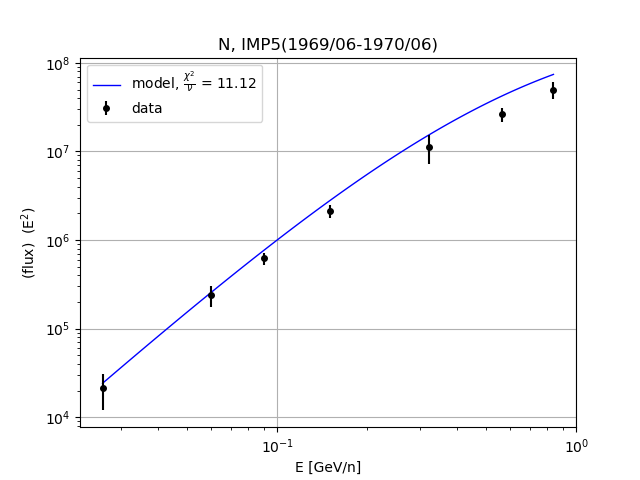 N, IMP5(1969/06-1970/06)
model, χ²/ν = 11.12
data
10⁸
10⁷
10⁶
10⁵
10⁴
(flux) (E²)
10⁻¹ 10⁰
E [GeV/n]